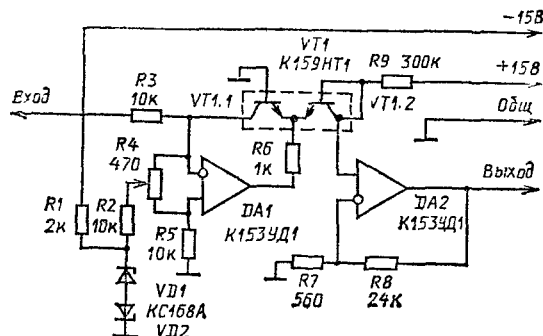 -15В
VT1
К159НТ1
R9 300К
+15В
R3
10к
VT1.1
VT1.2
Вход
Общ
R4
470
R6
1к
Выход
DA1
К153УД1
DA2
К153УД1
R1
2к
R2
10к
R5
10к
R7
560
R8
24К
VD1
КС168А
VD2